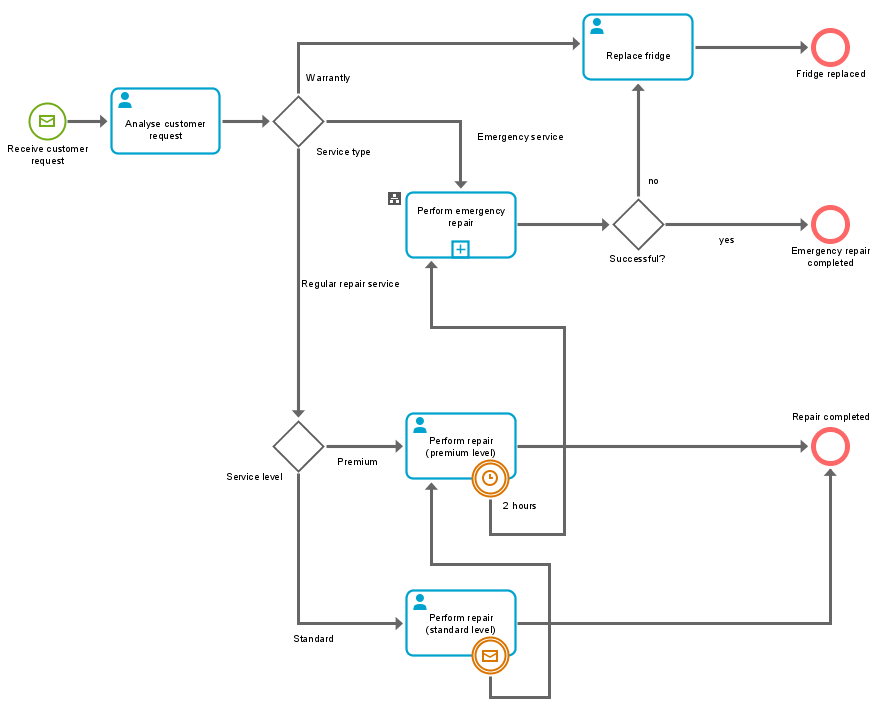 Replace fridge
Fridge replaced
Warrantly
Analyse customer
request
Receive customer
request
Service type
Emergency service
no
Perform emergency
repair
yes
Successful?
Emergency repair
completed
Regular repair service
Repair completed
Perform repair
(premium level)
Premium
Service level
2 hours
Perform repair
(standard level)
Standard